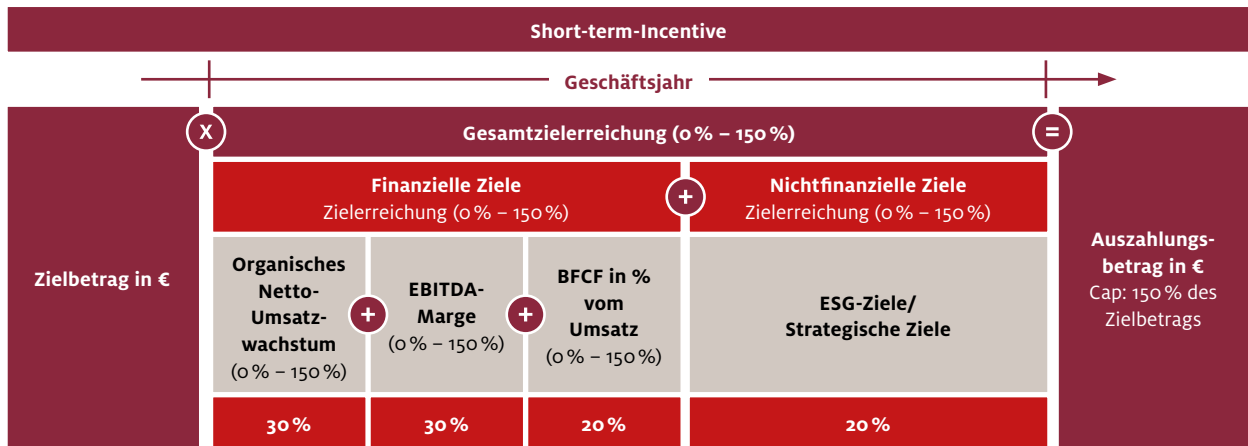 Short-term-Incentive
Geschäftsjahr
Zielbetrag in €
x
Gesamtzielerreichung (0 % – 150 %)
=
Finanzielle Ziele
Zielerreichung (0 % – 150 %)
+
Nichtfinanzielle Ziele
Zielerreichung (0 % – 150 %)
Organisches
Netto-
Umsatz-
wachstum
(0 % – 150 %)
+
EBITDA-
Marge
(0 % – 150 %)
+
BFCF in %
vom
Umsatz
(0 % – 150 %)
ESG-Ziele/
Strategische Ziele
30 %
30 %
20 %
20 %
Auszahlungs-
betrag in €
Cap: 150 % des
Zielbetrags